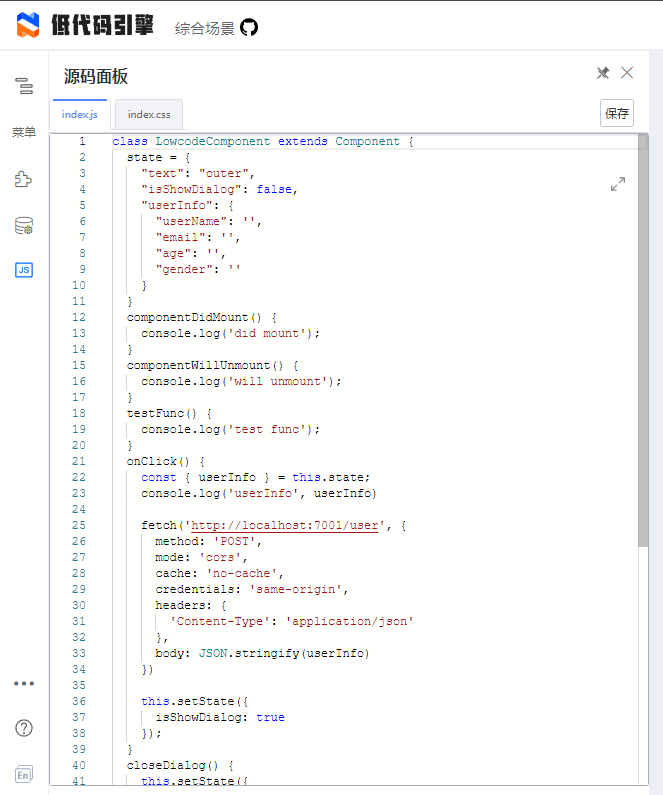 低代码引擎 综合场景
源码面板
菜单
index.js index.css 保存
1 class LowcodeComponent extends Component {
2 state = {
3 "text": "outer",
4 "isShowDialog": false,
5 "userInfo": {
6 "userName": '',
7 "email": '',
8 "age": '',
9 "gender": ''
10 }
11 }
12 componentDidMount() {
13 console.log('did mount');
14 }
15 componentWillUnmount() {
16 console.log('will unmount');
17 }
18 testFunc() {
19 console.log('test func');
20 }
21 onClick() {
22 const { userInfo } = this.state;
23 console.log('userInfo', userInfo)
24
25 fetch('http://localhost:7001/user', {
26 method: 'POST',
27 mode: 'cors',
28 cache: 'no-cache',
29 credentials: 'same-origin',
30 headers: {
31 'Content-Type': 'application/json'
32 },
33 body: JSON.stringify(userInfo)
34 })
35
36 this.setState({
37 isShowDialog: true
38 });
39 }
40 closeDialog() {
41 this.setState({
JS
En